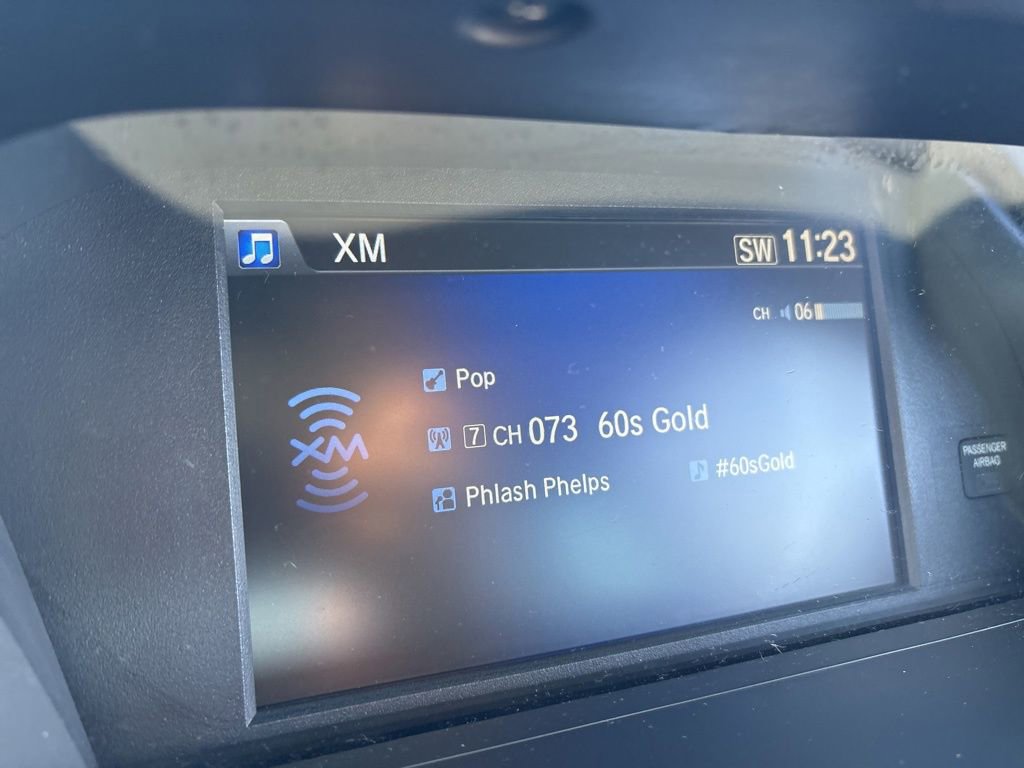 XM SW 11:23
CH 06
Pop
XM
7 CH 073 60s Gold
Phlash Phelps #60sGold
PASSENGER
AIRBAG